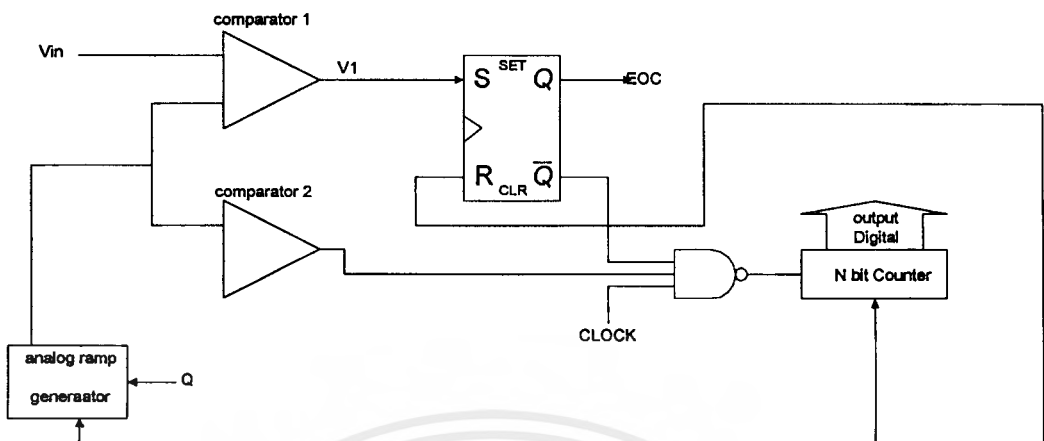 comparator 1
Vin
V1
S SET Q
EOC
R CLR Q̅
comparator 2
output
Digital
N bit Counter
CLOCK
analog ramp
generaator
Q